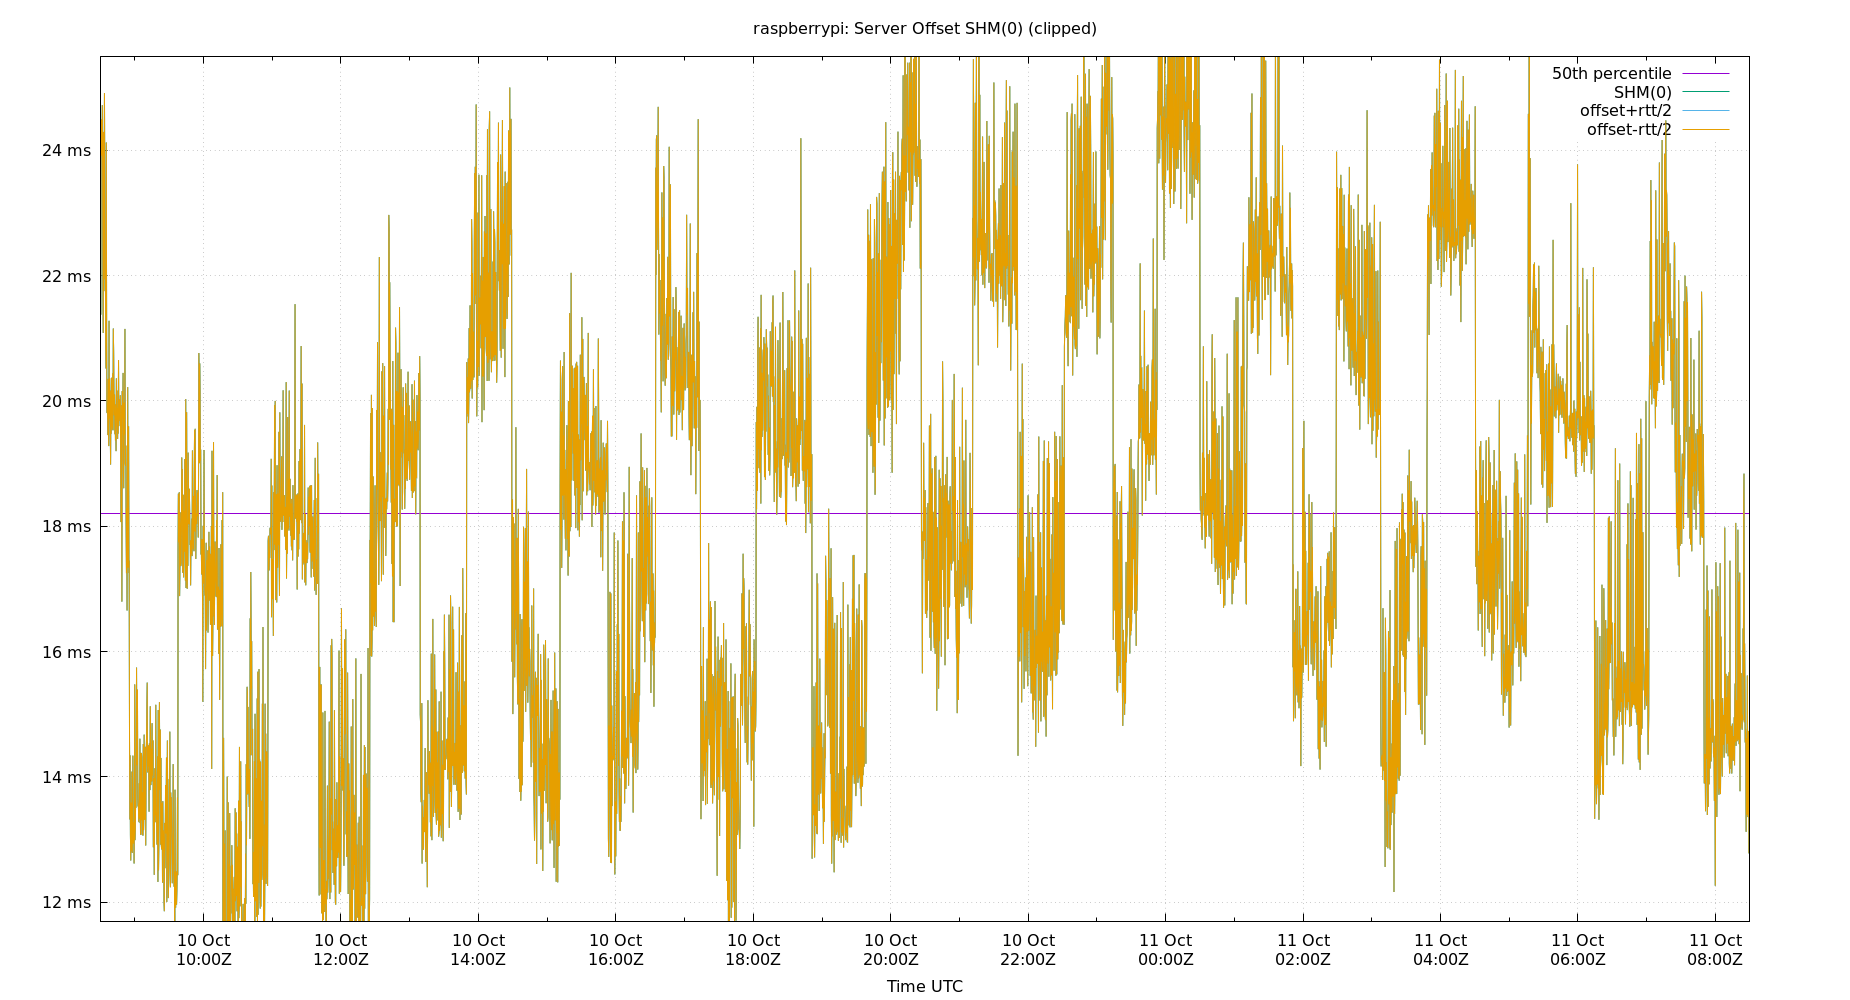 raspberrypi: Server Offset SHM(0) (clipped)
50th percentile
SHM(0)
offset+rtt/2
offset-rtt/2
24 ms
22 ms
20 ms
18 ms
16 ms
14 ms
12 ms
10 Oct 10 Oct 10 Oct 10 Oct 10 Oct 10 Oct 10 Oct 11 Oct 11 Oct 11 Oct 11 Oct 11 Oct
10:00Z 12:00Z 14:00Z 16:00Z 18:00Z 20:00Z 22:00Z 00:00Z 02:00Z 04:00Z 06:00Z 08:00Z
Time UTC